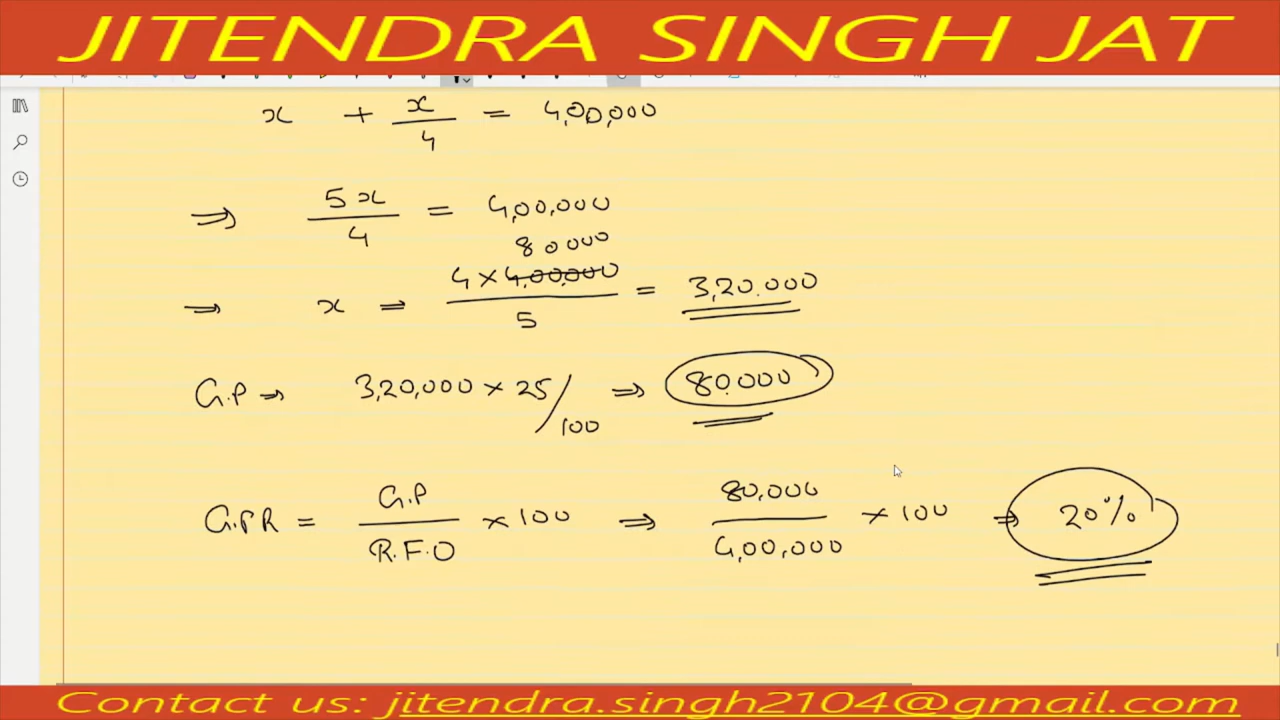 JITENDRA SINGH JAT
x + x/4 = 4,00,000
⇒ 5x/4 = 4,00,000
80000
⇒ x = 4×4,00,000/5 = 3,20,000
G.P ⇒ 3,20,000 × 25/100 ⇒ 80,000
G.P.R = G.P/R.F.O × 100 ⇒ 80,000/4,00,000 × 100 ⇒ 20%
Contact us: jitendra.singh2104@gmail.com